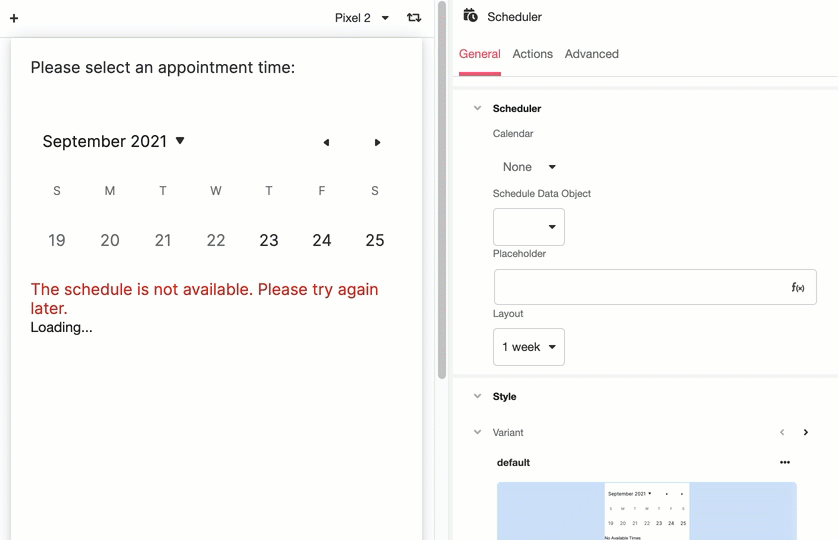 +
Pixel 2
Please select an appointment time:
September 2021
S M T W T F S
19 20 21 22 23 24 25
The schedule is not available. Please try again
later.
Loading...
Scheduler
General Actions Advanced
Scheduler
Calendar
None
Schedule Data Object
Placeholder
f(x)
Layout
1 week
Style
Variant
default
September 2021
S M T W T F S
19 20 21 22 23 24 25
No Available Times